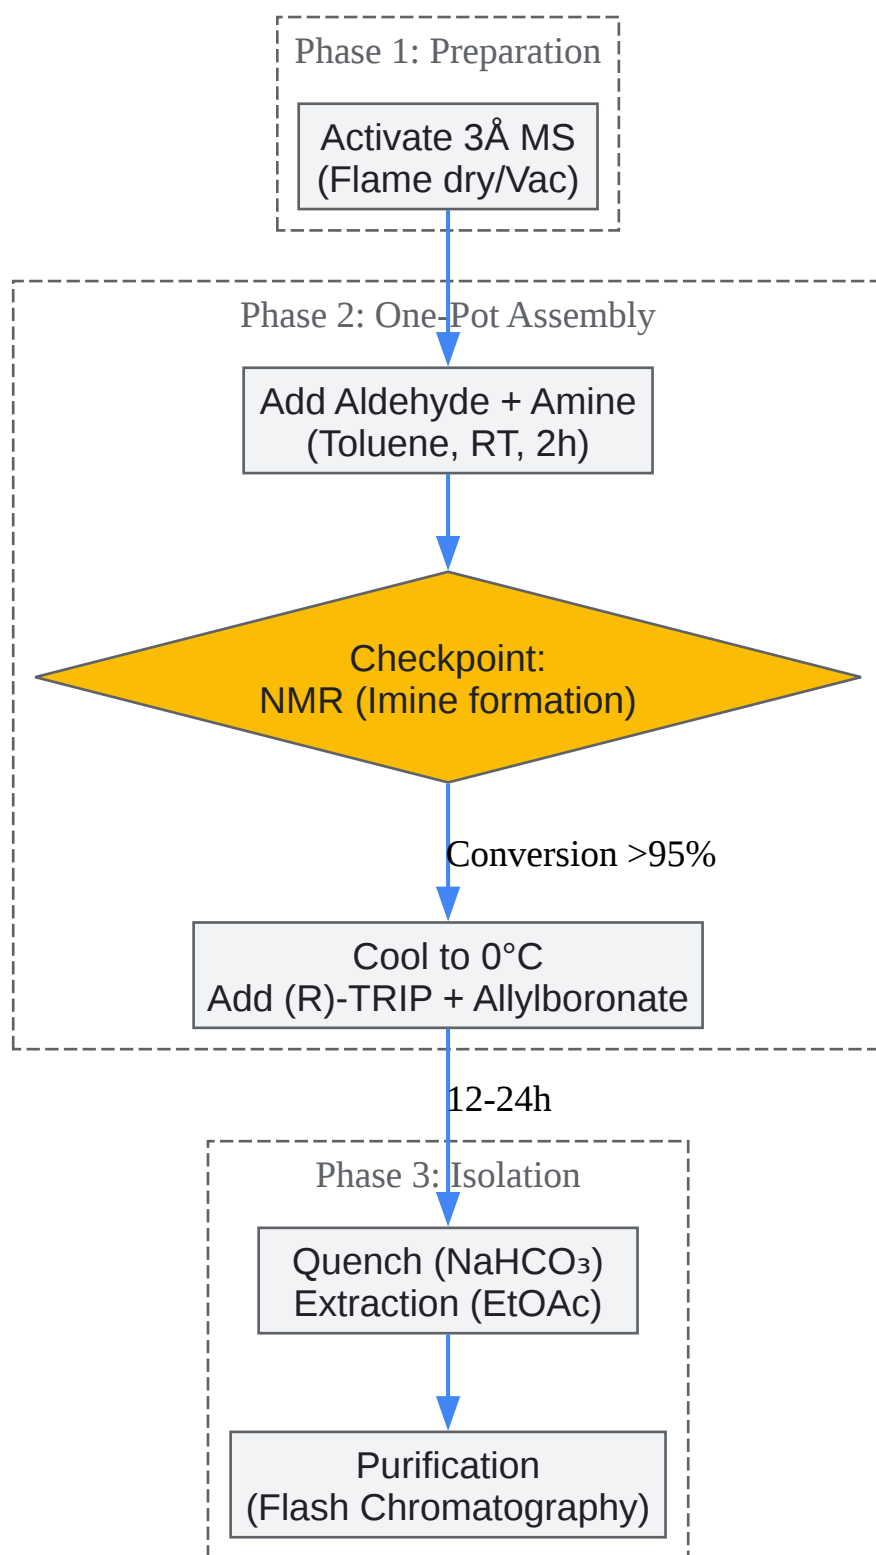 Phase 1: Preparation
Activate 3Å MS
(Flame dry/Vac)
Phase 2: One-Pot Assembly
Add Aldehyde + Amine
(Toluene, RT, 2h)
Checkpoint:
NMR (Imine formation)
Conversion >95%
Cool to 0°C
Add (R)-TRIP + Allylboronate
12-24h
Phase 3: Isolation
Quench (NaHCO₃)
Extraction (EtOAc)
Purification
(Flash Chromatography)